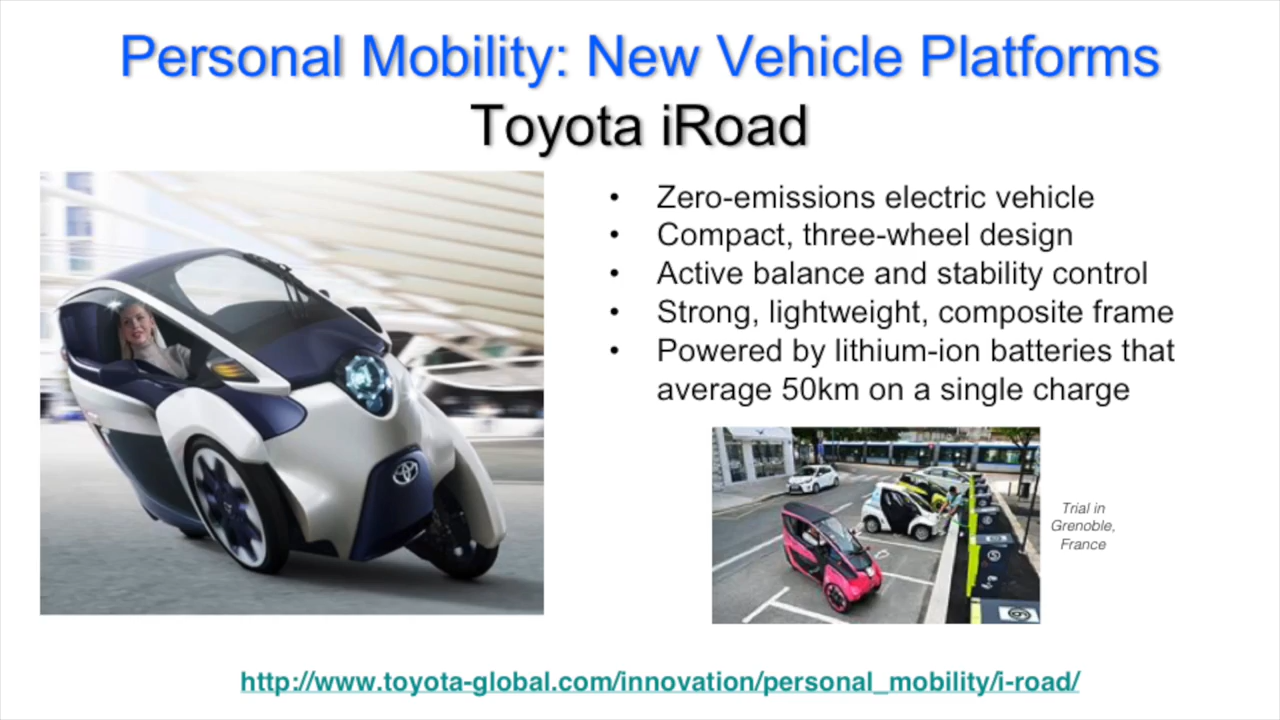 Personal Mobility: New Vehicle Platforms
Toyota iRoad
• Zero-emissions electric vehicle
• Compact, three-wheel design
• Active balance and stability control
• Strong, lightweight, composite frame
• Powered by lithium-ion batteries that
average 50km on a single charge
Trial in
Grenoble,
France
http://www.toyota-global.com/innovation/personal_mobility/i-road/